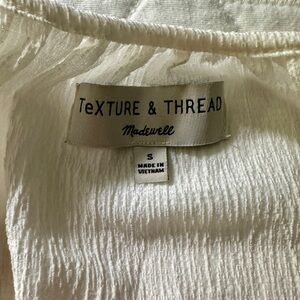 TeXTURE & THREAD
Madewell
S
MADE IN
VIETNAM